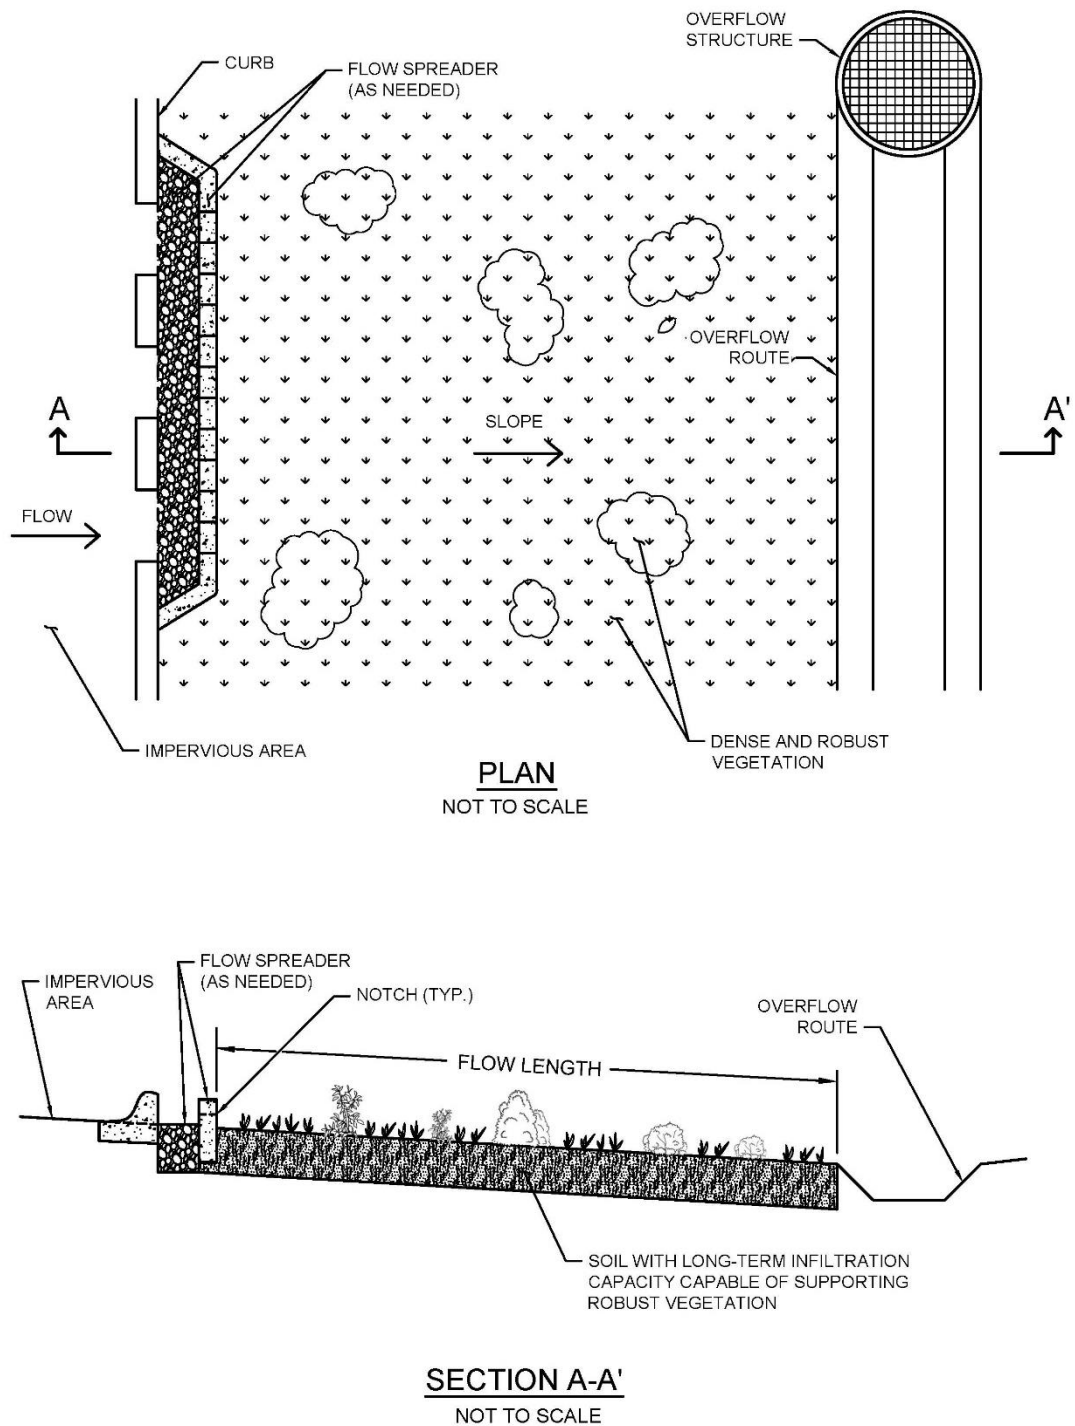 OVERFLOW
STRUCTURE
CURB
FLOW SPREADER
(AS NEEDED)
OVERFLOW
ROUTE
A
A'
SLOPE
FLOW
IMPERVIOUS AREA
DENSE AND ROBUST
VEGETATION
PLAN
NOT TO SCALE
IMPERVIOUS
AREA
FLOW SPREADER
(AS NEEDED)
NOTCH (TYP.)
OVERFLOW
ROUTE
FLOW LENGTH
SOIL WITH LONG-TERM INFILTRATION
CAPACITY CAPABLE OF SUPPORTING
ROBUST VEGETATION
SECTION A-A'
NOT TO SCALE